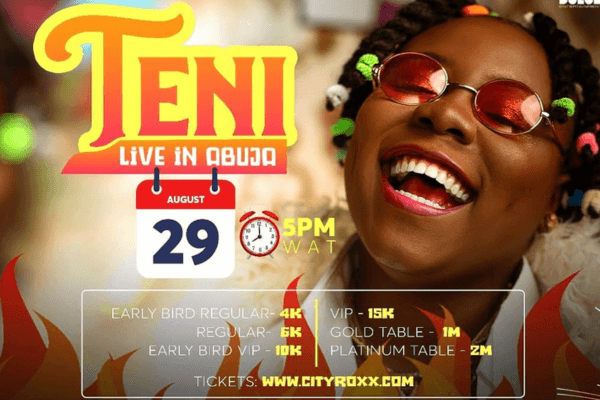 TENI
LIVE IN ABUJA
AUGUST
29
5PM
WAT
EARLY BIRD REGULAR- 4K
REGULAR- 6K
EARLY BIRD VIP - 10K
VIP - 15K
GOLD TABLE - 1M
PLATINUM TABLE - 2M
TICKETS: WWW.CITYROXX.COM